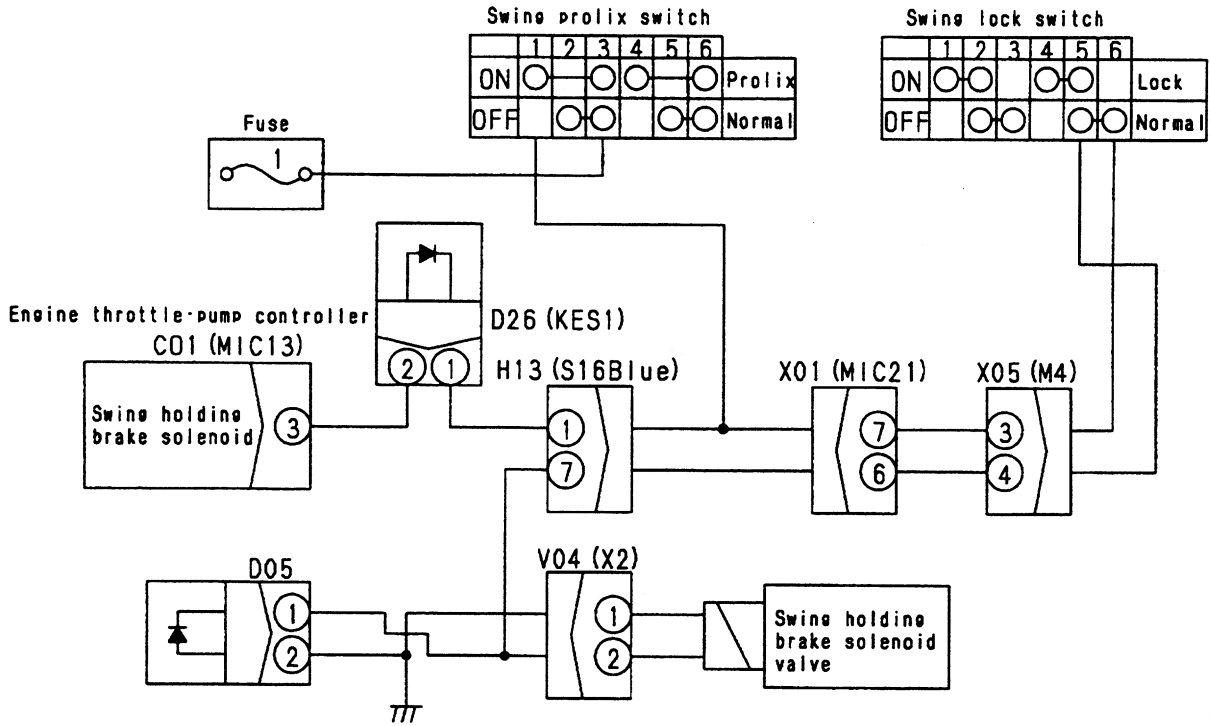 Swing prolix switch
1 2 3 4 5 6
ON Prolix
OFF Normal
Swing lock switch
1 2 3 4 5 6
ON Lock
OFF Normal
Fuse
1
Engine throttle·pump controller
C01 (MIC13)
Swing holding
brake solenoid
3
D26 (KES1)
2 1
H13 (S16Blue)
1
7
X01 (MIC21)
7
6
X05 (M4)
3
4
D05
1
2
V04 (X2)
1
2
Swing holding
brake solenoid
valve